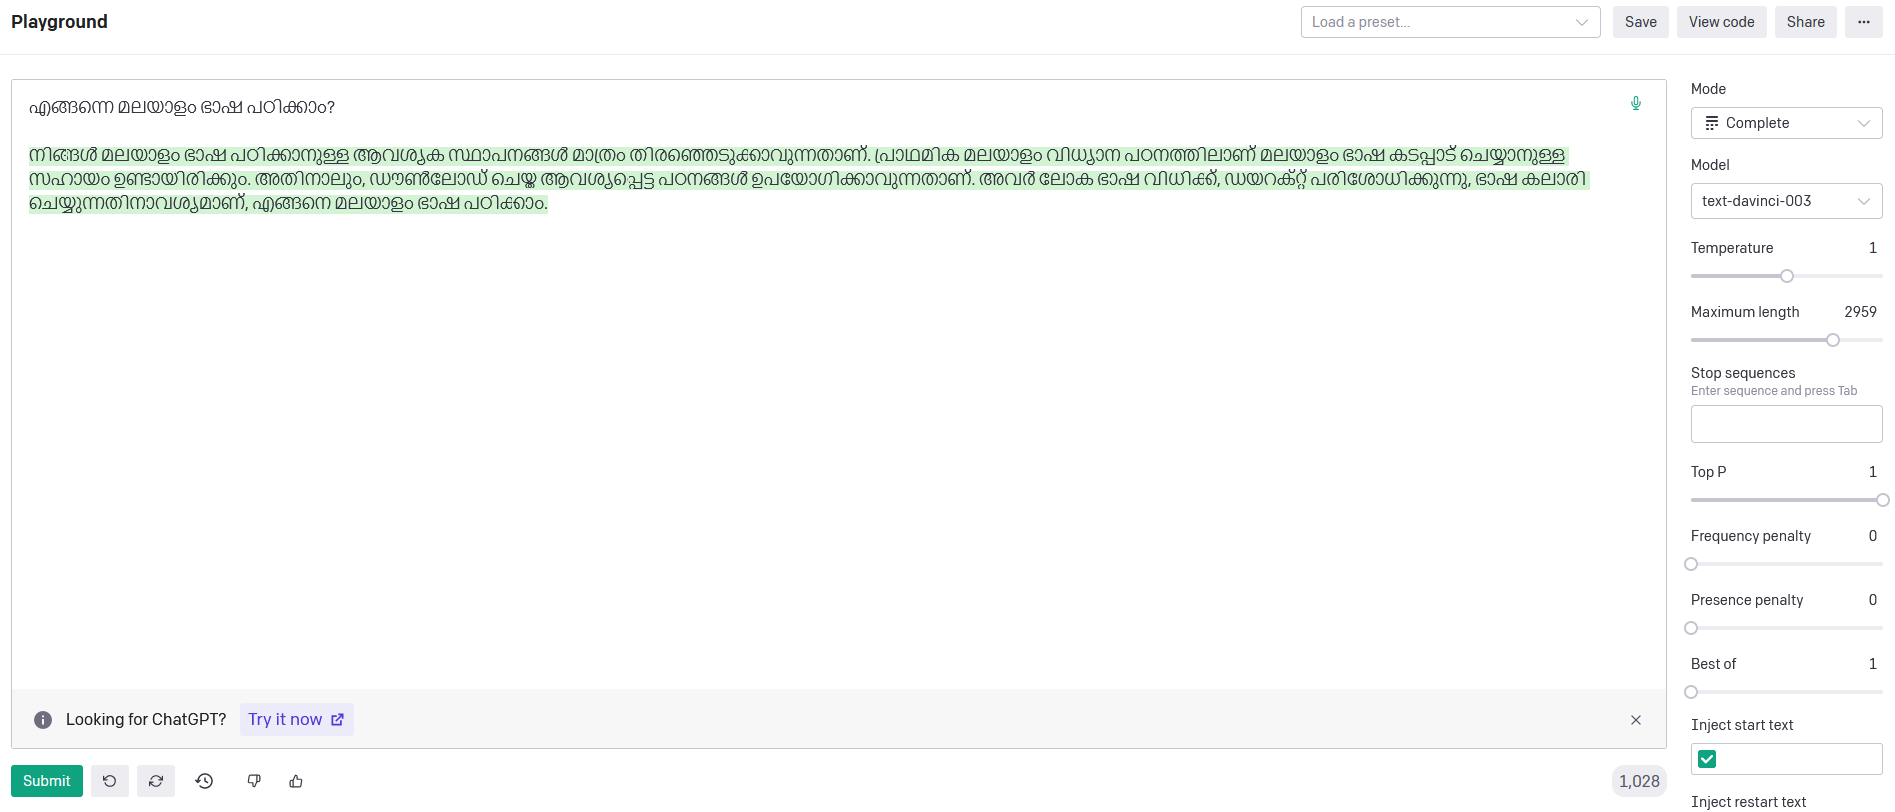 Playground
Load a preset...
Save
View code
Share
എങ്ങന്നെ മലയാളം ഭാഷ പഠിക്കാം?
നിങ്ങൾ മലയാളം ഭാഷ പഠിക്കാനുള്ള ആവശ്യക സ്ഥാപനങ്ങൾ മാത്രം തിരഞ്ഞെടുക്കാവുന്നതാണ്. പ്രാഥമിക മലയാളം വിധ്യാന പഠനത്തിലാണ് മലയാളം ഭാഷ കടപ്പാട് ചെയ്യാനുള്ള
സഹായം ഉണ്ടായിരിക്കും. അതിനാലും, ഡൗൺലോഡ് ചെയ്ത ആവശ്യപ്പെട്ട പഠനങ്ങൾ ഉപയോഗിക്കാവുന്നതാണ്. അവർ ലോക ഭാഷ വിധിക്ക്, ഡയറക്റ്റ് പരിശോധിക്കുന്നു, ഭാഷ കലാരി
ചെയ്യുന്നതിനാവശ്യമാണ്, എങ്ങനെ മലയാളം ഭാഷ പഠിക്കാം.
Looking for ChatGPT? Try it now
Submit
1,028
Mode
Complete
Model
text-davinci-003
Temperature 1
Maximum length 2959
Stop sequences
Enter sequence and press Tab
Top P 1
Frequency penalty 0
Presence penalty 0
Best of 1
Inject start text
Inject restart text